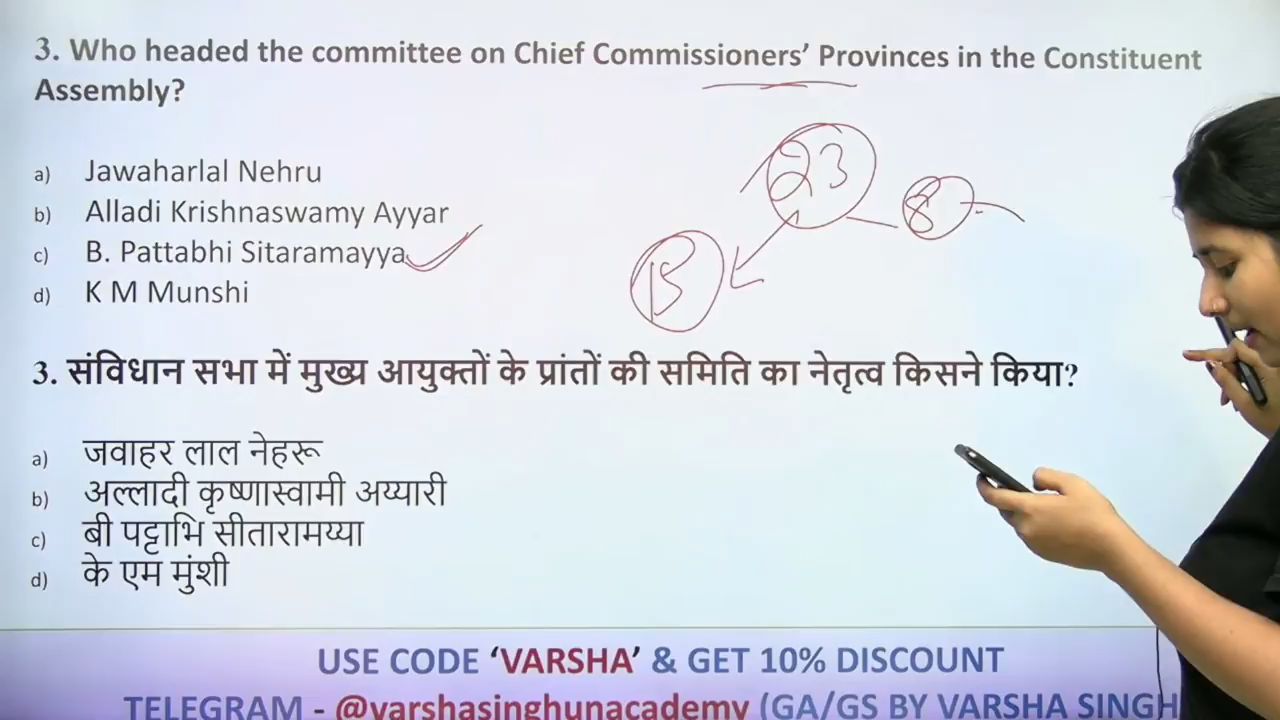 3. Who headed the committee on Chief Commissioners’ Provinces in the Constituent
Assembly?
a) Jawaharlal Nehru
b) Alladi Krishnaswamy Ayyar
c) B. Pattabhi Sitaramayya
d) K M Munshi
23
8
15
3. संविधान सभा में मुख्य आयुक्तों के प्रांतों की समिति का नेतृत्व किसने किया?
a) जवाहर लाल नेहरू
b) अल्लादी कृष्णास्वामी अय्यारी
c) बी पट्टाभि सीतारामय्या
d) के एम मुंशी
USE CODE ‘VARSHA’ & GET 10% DISCOUNT
TELEGRAM - @varshasinghunacademy (GA/GS BY VARSHA SINGH